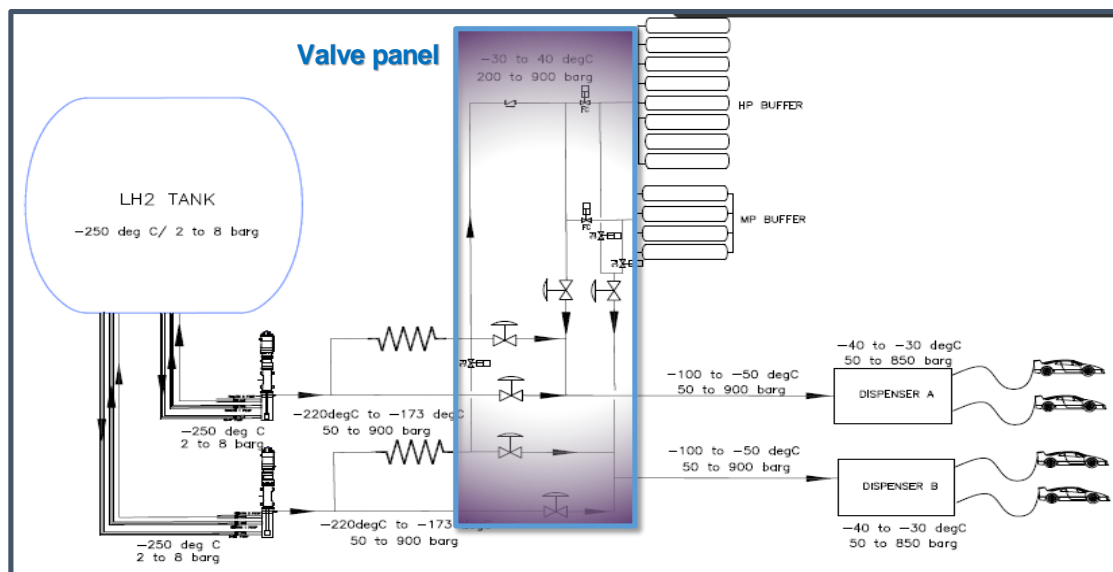 Valve panel
-30 to 40 degC
200 to 900 barg
FC
HP BUFFER
LH2 TANK
-250 deg C/ 2 to 8 barg
MP BUFFER
FC
-40 to -30 degC
50 to 850 barg
-100 to -50 degC
50 to 900 barg
DISPENSER A
-220degC to -173 degC
50 to 900 barg
-250 deg C
2 to 8 barg
-100 to -50 degC
50 to 900 barg
DISPENSER B
-220degC to -173 degC
50 to 900 barg
-250 deg C
2 to 8 barg
-40 to -30 degC
50 to 850 barg